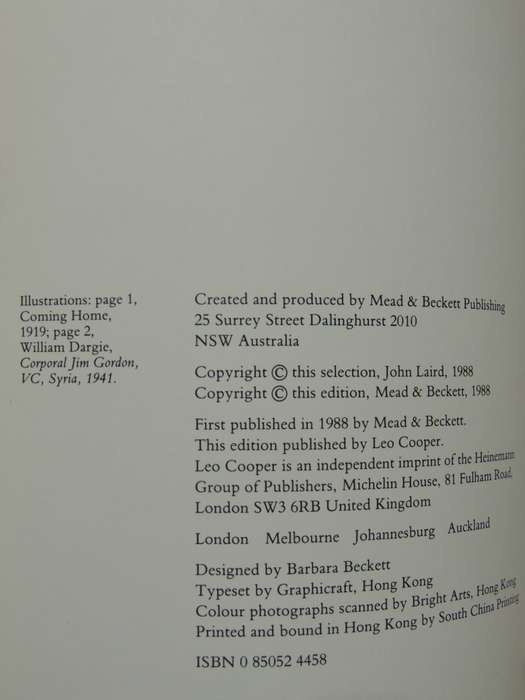 Illustrations: page 1,
Coming Home,
1919; page 2,
William Dargie,
Corporal Jim Gordon,
VC, Syria, 1941.
Created and produced by Mead & Beckett Publishing
25 Surrey Street Dalinghurst 2010
NSW Australia
Copyright © this selection, John Laird, 1988
Copyright © this edition, Mead & Beckett, 1988
First published in 1988 by Mead & Beckett.
This edition published by Leo Cooper.
Leo Cooper is an independent imprint of the Heinemann
Group of Publishers, Michelin House, 81 Fulham Road,
London SW3 6RB United Kingdom
London Melbourne Johannesburg Auckland
Designed by Barbara Beckett
Typeset by Graphicraft, Hong Kong
Colour photographs scanned by Bright Arts, Hong Kong
Printed and bound in Hong Kong by South China Printing
ISBN 0 85052 4458